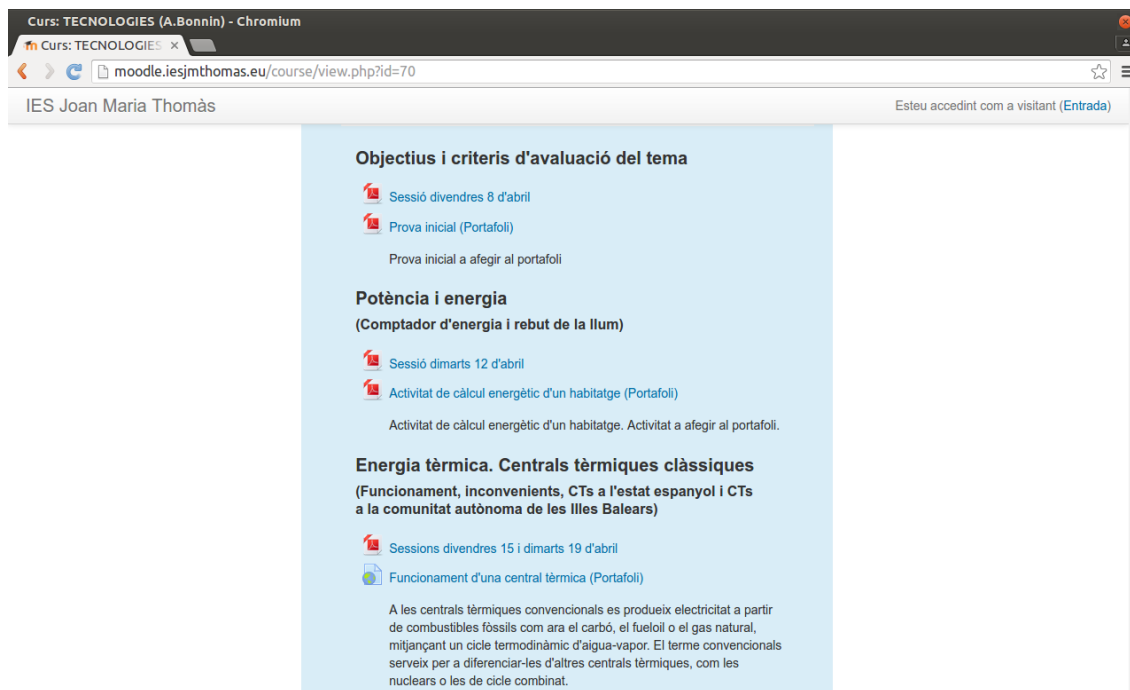 Curs: TECNOLOGIES (A.Bonnin) - Chromium
Curs: TECNOLOGIES ×
moodle.iesjmthomas.eu/course/view.php?id=70
IES Joan Maria Thomàs
Esteu accedint com a visitant (Entrada)
Objectius i criteris d'avaluació del tema
Sessió divendres 8 d'abril
Prova inicial (Portafoli)
Prova inicial a afegir al portafoli
Potència i energia
(Comptador d'energia i rebut de la llum)
Sessió dimarts 12 d'abril
Activitat de càlcul energètic d'un habitatge (Portafoli)
Activitat de càlcul energètic d'un habitatge. Activitat a afegir al portafoli.
Energia tèrmica. Centrals tèrmiques clàssiques
(Funcionament, inconvenients, CTs a l'estat espanyol i CTs
a la comunitat autònoma de les Illes Balears)
Sessions divendres 15 i dimarts 19 d'abril
Funcionament d'una central tèrmica (Portafoli)
A les centrals tèrmiques convencionals es produeix electricitat a partir
de combustibles fòssils com ara el carbó, el fueloil o el gas natural,
mitjançant un cicle termodinàmic d'aigua-vapor. El terme convencionals
serveix per a diferenciar-les d'altres centrals tèrmiques, com les
nuclears o les de cicle combinat.